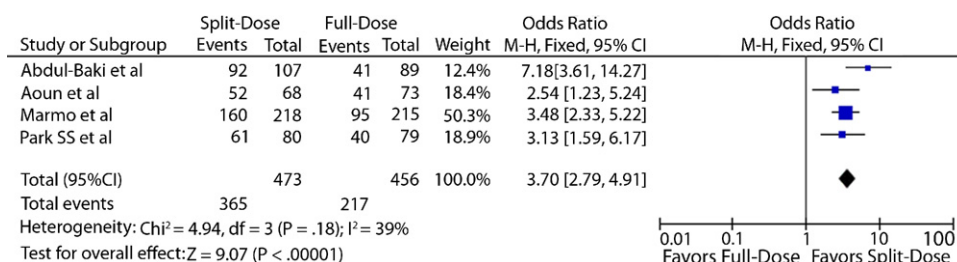 Split-Dose Full-Dose Odds Ratio Odds Ratio
Study or Subgroup Events Total Events Total Weight M-H, Fixed, 95% CI M-H, Fixed, 95% CI
Abdul-Baki et al 92 107 41 89 12.4% 7.18[3.61, 14.27]
Aoun et al 52 68 41 73 18.4% 2.54 [1.23, 5.24]
Marmo et al 160 218 95 215 50.3% 3.48 [2.33, 5.22]
Park SS et al 61 80 40 79 18.9% 3.13 [1.59, 6.17]
Total (95%CI) 473 456 100.0% 3.70 [2.79, 4.91]
Total events 365 217
Heterogeneity: Chi² = 4.94, df = 3 (P = .18); I² = 39%
Test for overall effect:Z = 9.07 (P < .00001)
0.01 0.1 1 10 100
Favors Full-Dose Favors Split-Dose